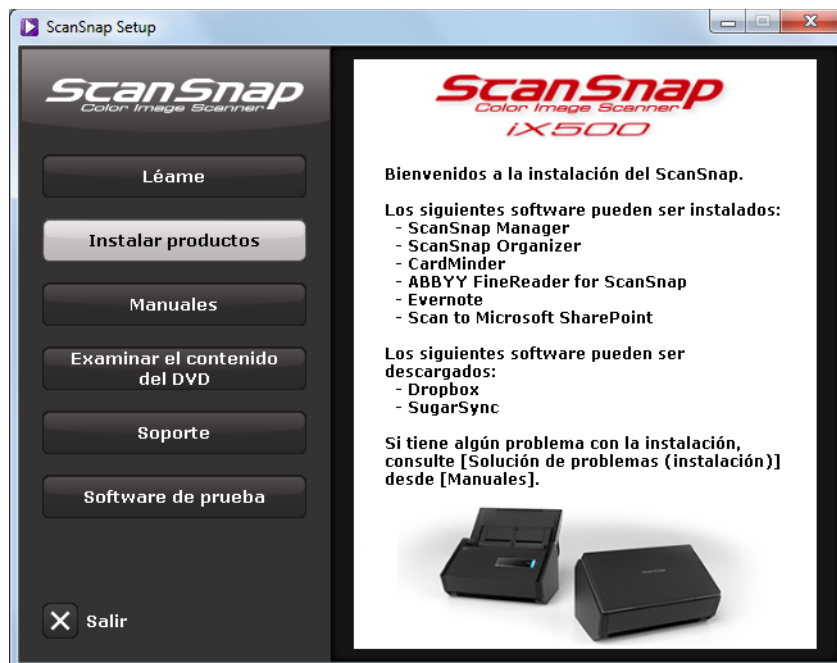 ScanSnap Setup
ScanSnap
Color Image Scanner
Léame
Instalar productos
Manuales
Examinar el contenido
del DVD
Soporte
Software de prueba
Salir
ScanSnap
Color Image Scanner
iX500
Bienvenidos a la instalación del ScanSnap.
Los siguientes software pueden ser instalados:
- ScanSnap Manager
- ScanSnap Organizer
- CardMinder
- ABBYY FineReader for ScanSnap
- Evernote
- Scan to Microsoft SharePoint
Los siguientes software pueden ser
descargados:
- Dropbox
- SugarSync
Si tiene algún problema con la instalación,
consulte [Solución de problemas (instalación)]
desde [Manuales].